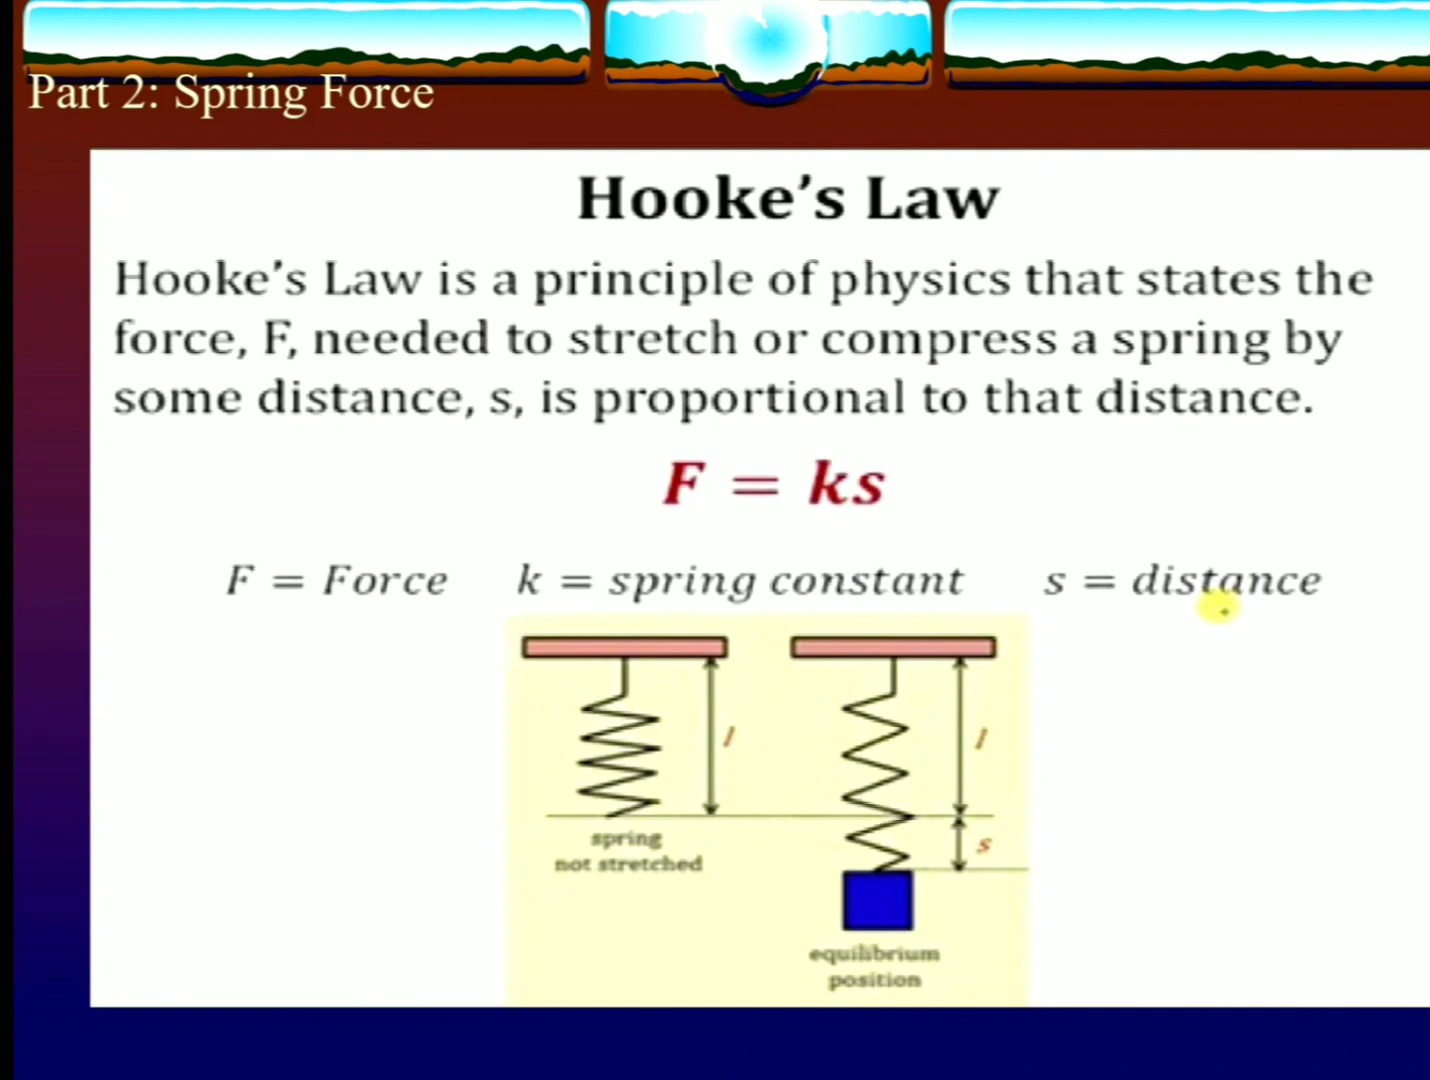 Part 2: Spring Force
Hooke's Law
Hooke's Law is a principle of physics that states the
force, F, needed to stretch or compress a spring by
some distance, s, is proportional to that distance.
F = ks
F = Force k = spring constant s = distance
l l
spring
not stretched
s
equilibrium
position